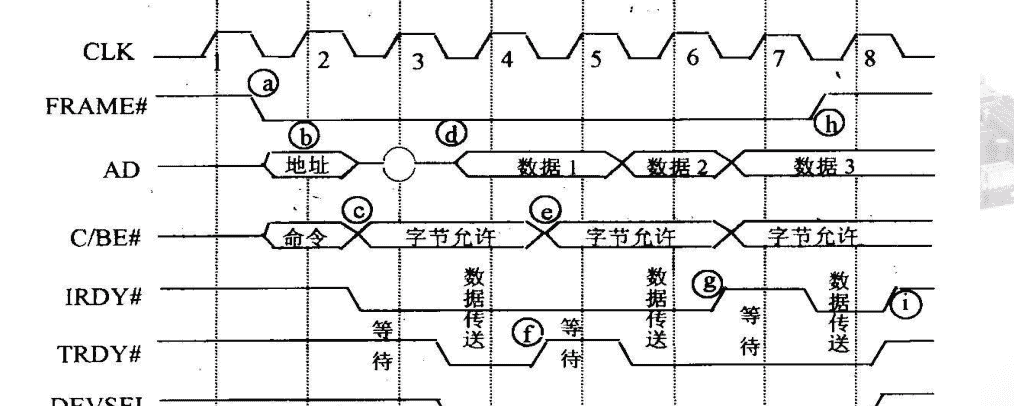 CLK 1 2 3 4 5 6 7 8
a
FRAME#
b d h
AD 地址 数据 1 数据 2 数据 3
c e
C/BE# 命令 字节允许 字节允许 字节允许
IRDY# 数据传送 数据传送 g 数据传送 i
等待 f 等待 等待
TRDY#
DEVSEL